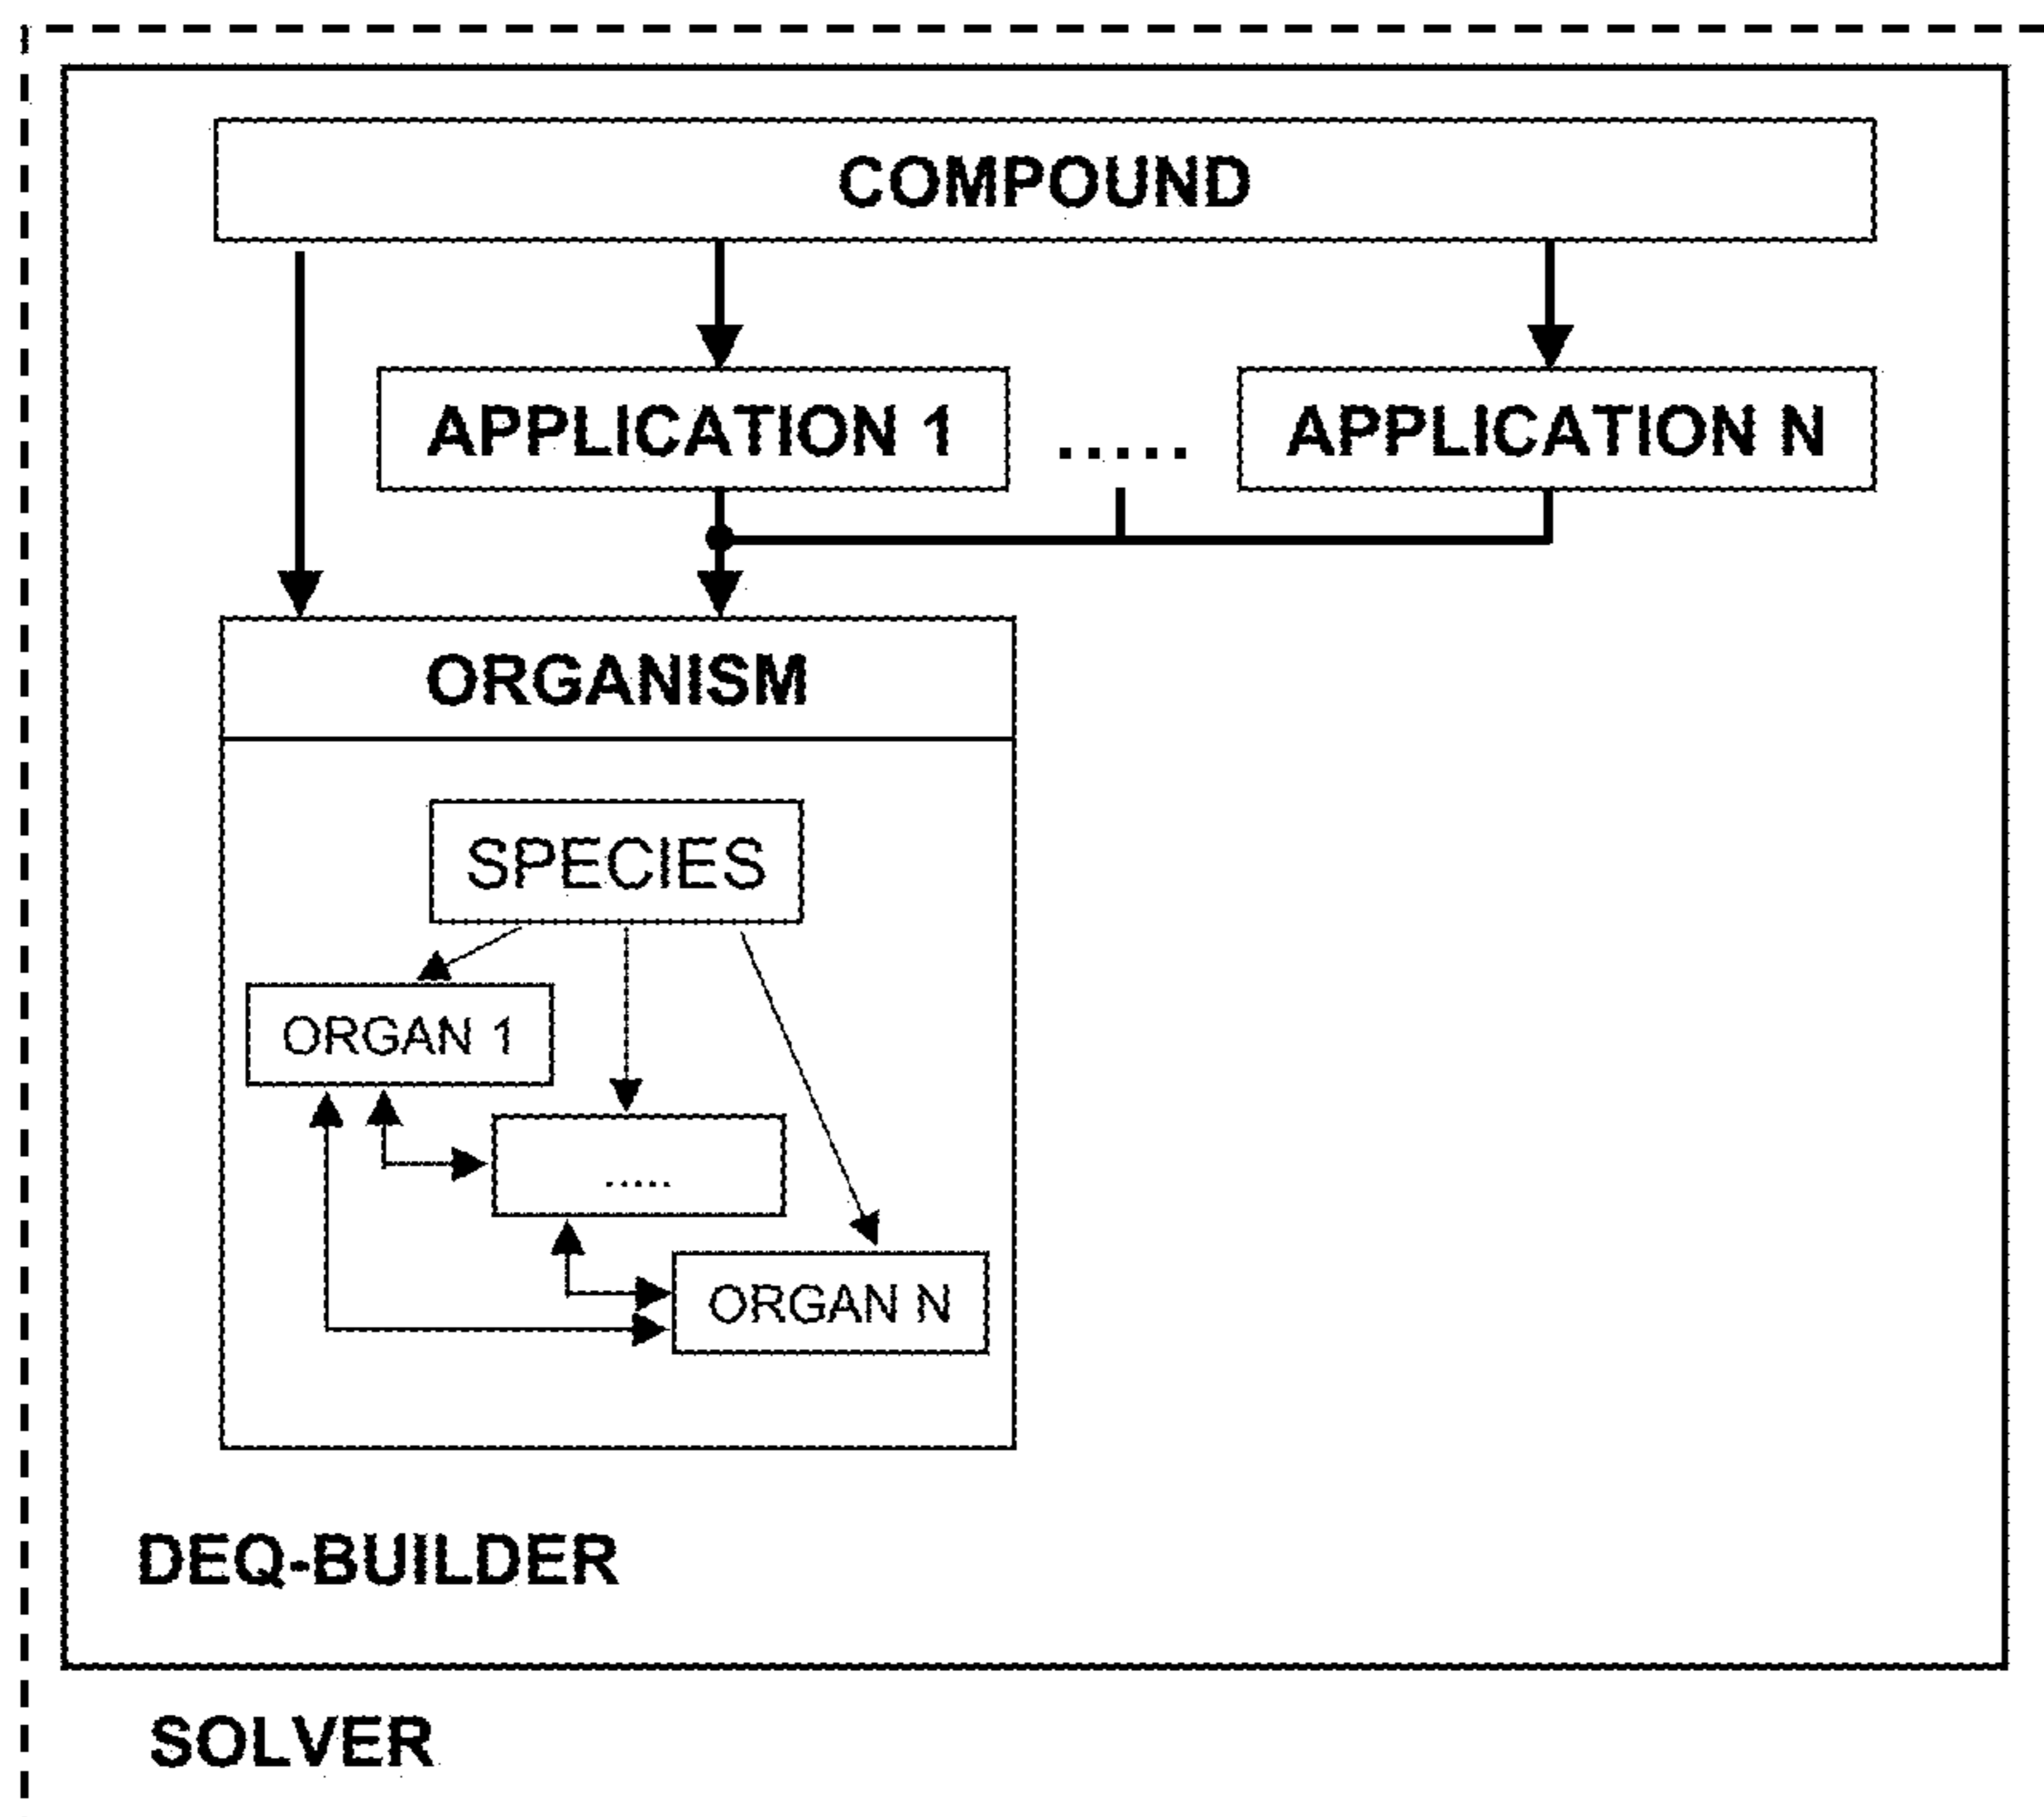 COMPOUND
APPLICATION 1 ..... APPLICATION N
ORGANISM
SPECIES
ORGAN 1
.....
ORGAN N
DEQ-BUILDER
SOLVER